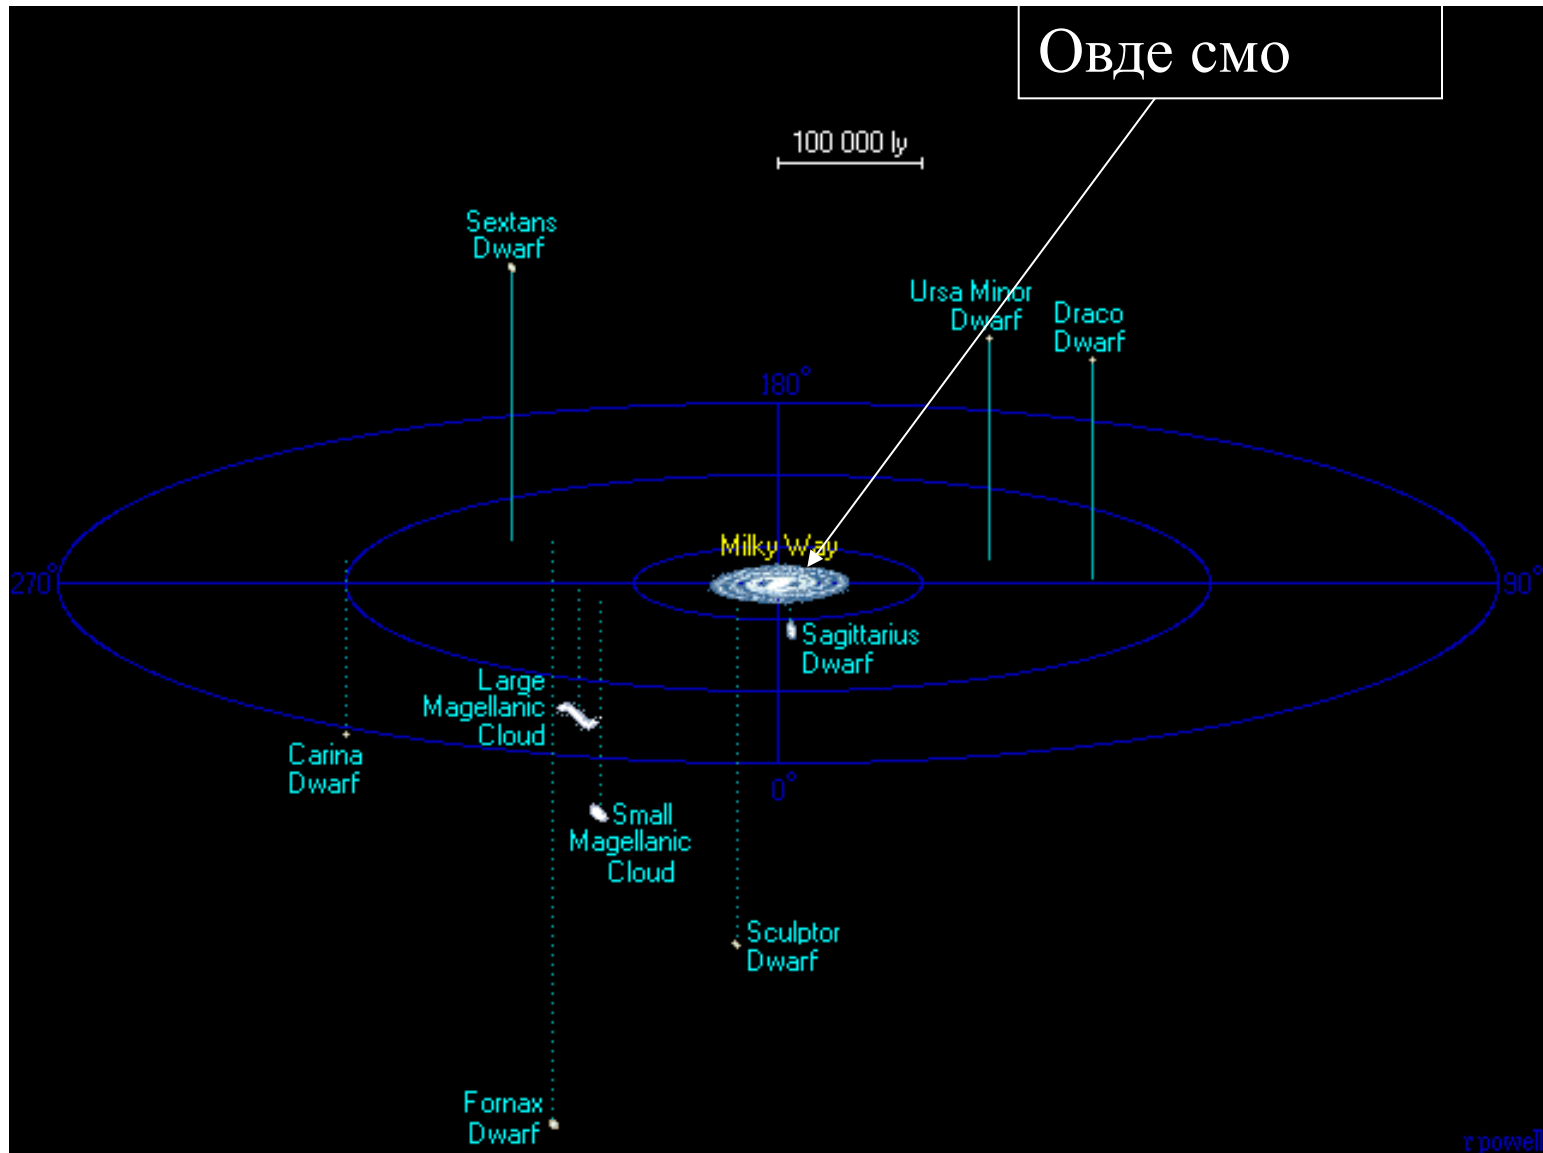 Овде смо
100 000 ly
Sextans
Dwarf
Ursa Minor
Dwarf
Draco
Dwarf
180°
Milky Way
270°
90°
Sagittarius
Dwarf
Large
Magellanic
Cloud
Carina
Dwarf
0°
Small
Magellanic
Cloud
Sculptor
Dwarf
Fornax
Dwarf
r powell